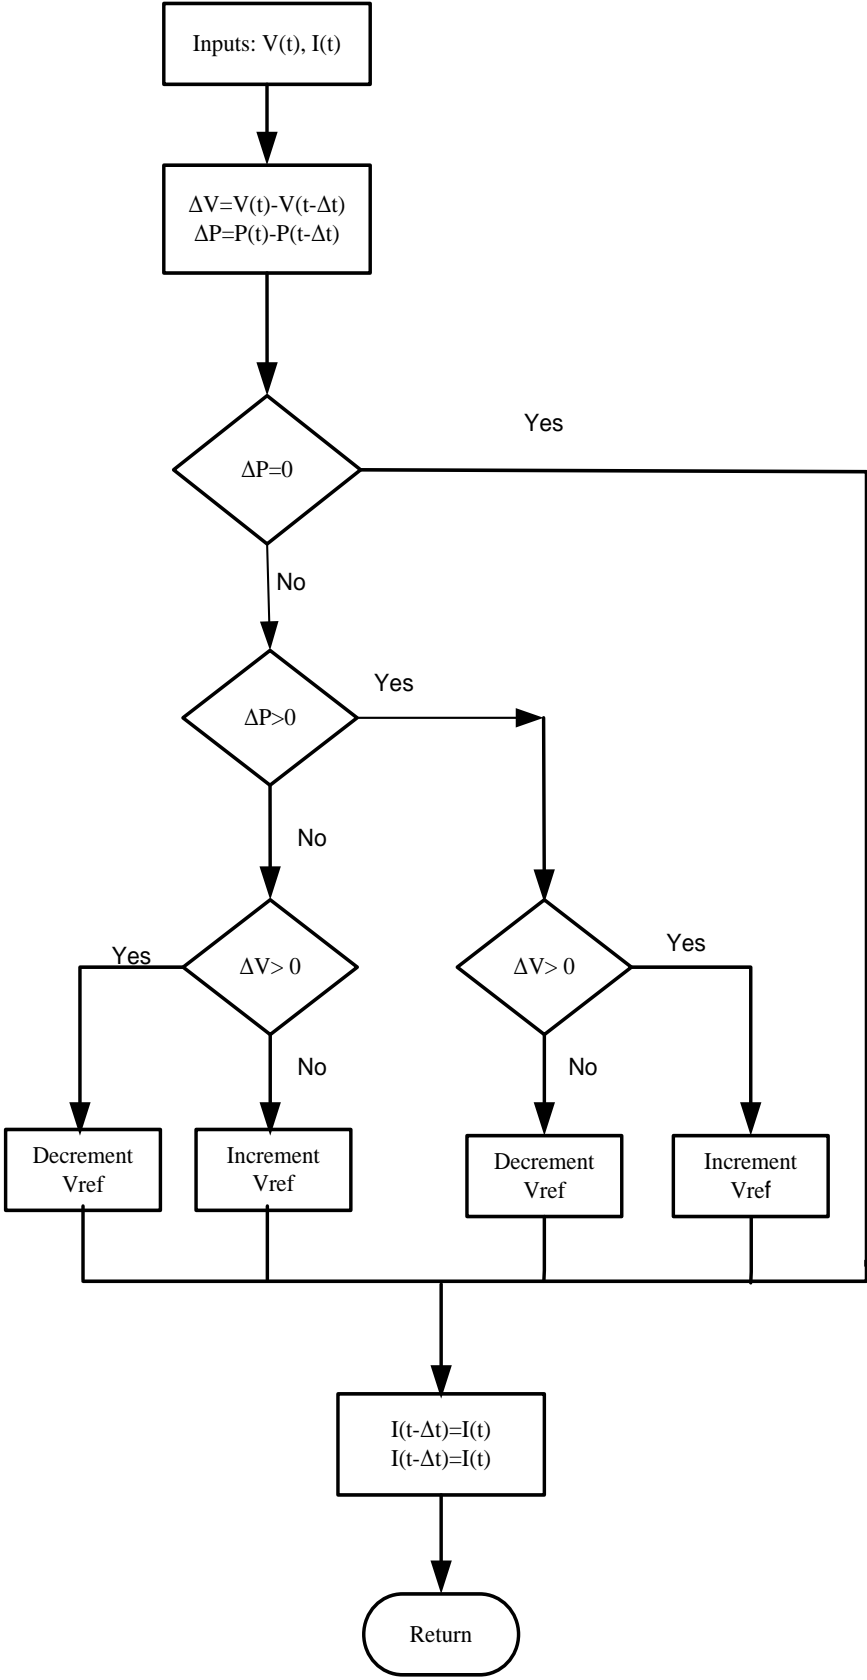 Inputs: V(t), I(t)
ΔV=V(t)-V(t-Δt)
ΔP=P(t)-P(t-Δt)
Yes
ΔP=0
No
Yes
ΔP>0
No
Yes
ΔV> 0
No
Yes
ΔV> 0
No
Decrement
Vref
Increment
Vref
Decrement
Vref
Increment
Vref
I(t-Δt)=I(t)
I(t-Δt)=I(t)
Return